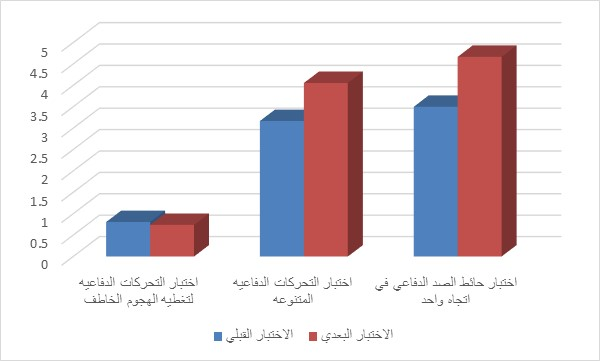 5
4.5
4
3.5
3
2.5
2
1.5
1
0.5
0
اختبار التحركات الدفاعيه
لتغطيه الهجوم الخاطف
اختبار التحركات الدفاعيه
المتنوعه
اختبار حائط الصد الدفاعي في
اتجاه واحد
الاختبار القبلي
الاختبار البعدي